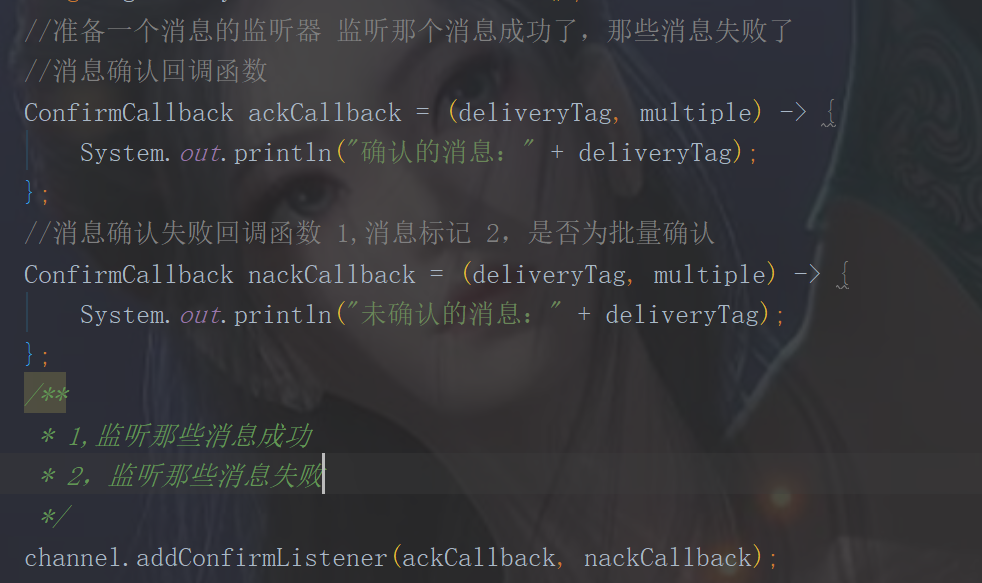 //准备一个消息的监听器 监听那个消息成功了，那些消息失败了
//消息确认回调函数
ConfirmCallback ackCallback = (deliveryTag, multiple) -> {
System.out.println("确认的消息：" + deliveryTag);
};
//消息确认失败回调函数 1,消息标记 2，是否为批量确认
ConfirmCallback nackCallback = (deliveryTag, multiple) -> {
System.out.println("未确认的消息：" + deliveryTag);
};
/**
* 1,监听那些消息成功
* 2，监听那些消息失败
*/
channel.addConfirmListener(ackCallback, nackCallback);